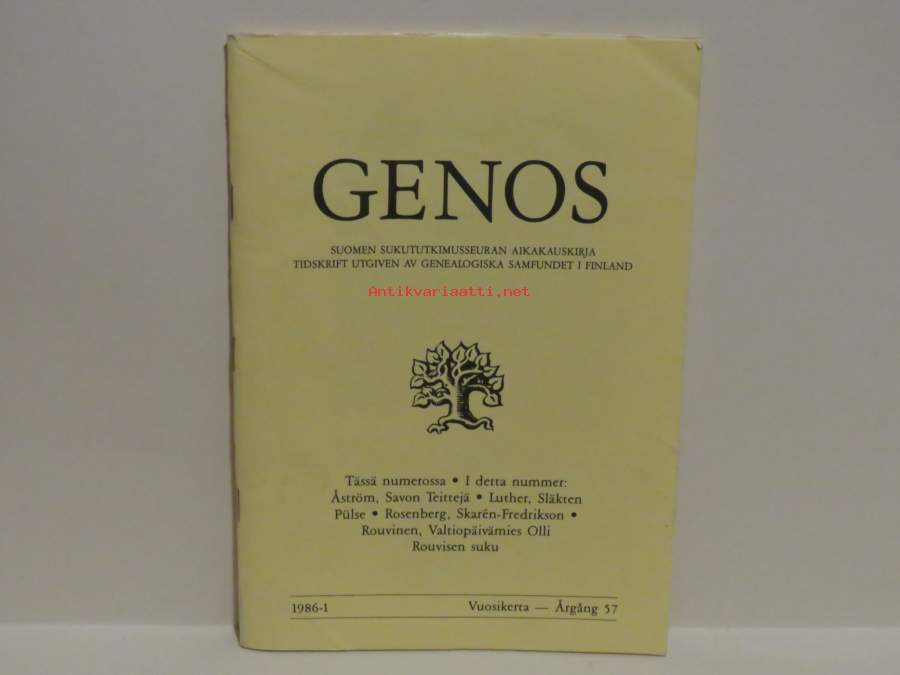 GENOS
SUOMEN SUKUTUTKIMUSSEURAN AIKAKAUSKIRJA
TIDSKRIFT UTGIVEN AV GENEALOGISKA SAMFUNDET I FINLAND
Antikvariaatti.net
Tässä numerossa • I detta nummer:
Åström, Savon Teittejä • Luther, Släkten
Pülse • Rosenberg, Skarén-Fredrikson •
Rouvinen, Valtiopäivämies Olli
Rouvisen suku
1986-1 Vuosikerta — Årgång 57